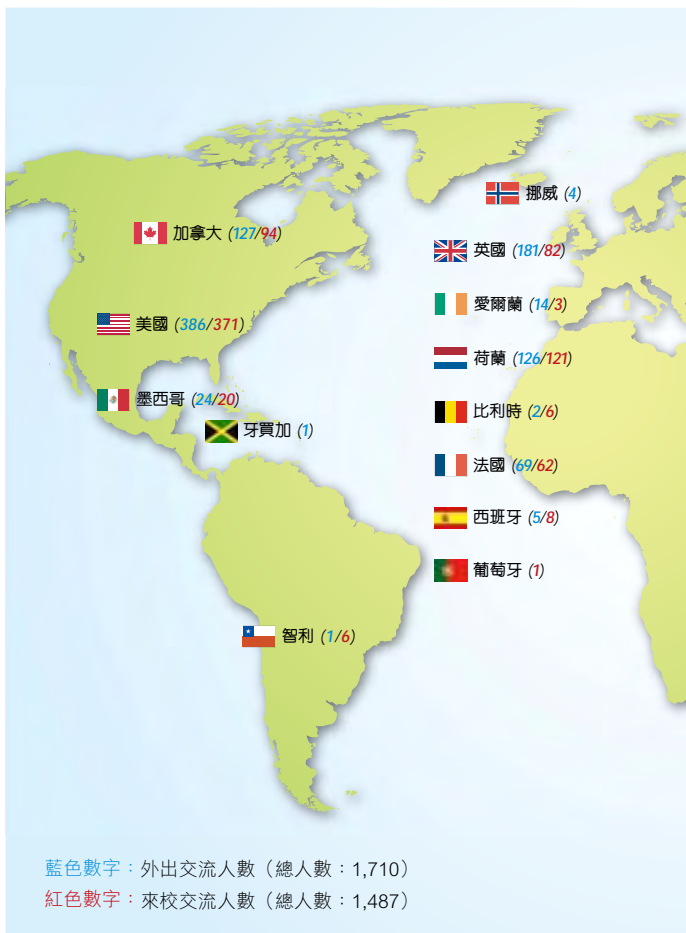 挪威 (4)
加拿大 (127/94)
英國 (181/82)
愛爾蘭 (14/3)
美國 (386/371)
荷蘭 (126/121)
墨西哥 (24/20)
比利時 (2/6)
牙買加 (1)
法國 (69/62)
西班牙 (5/8)
葡萄牙 (1)
智利 (1/6)
藍色數字：外出交流人數（總人數：1,710）
紅色數字：來校交流人數（總人數：1,487）